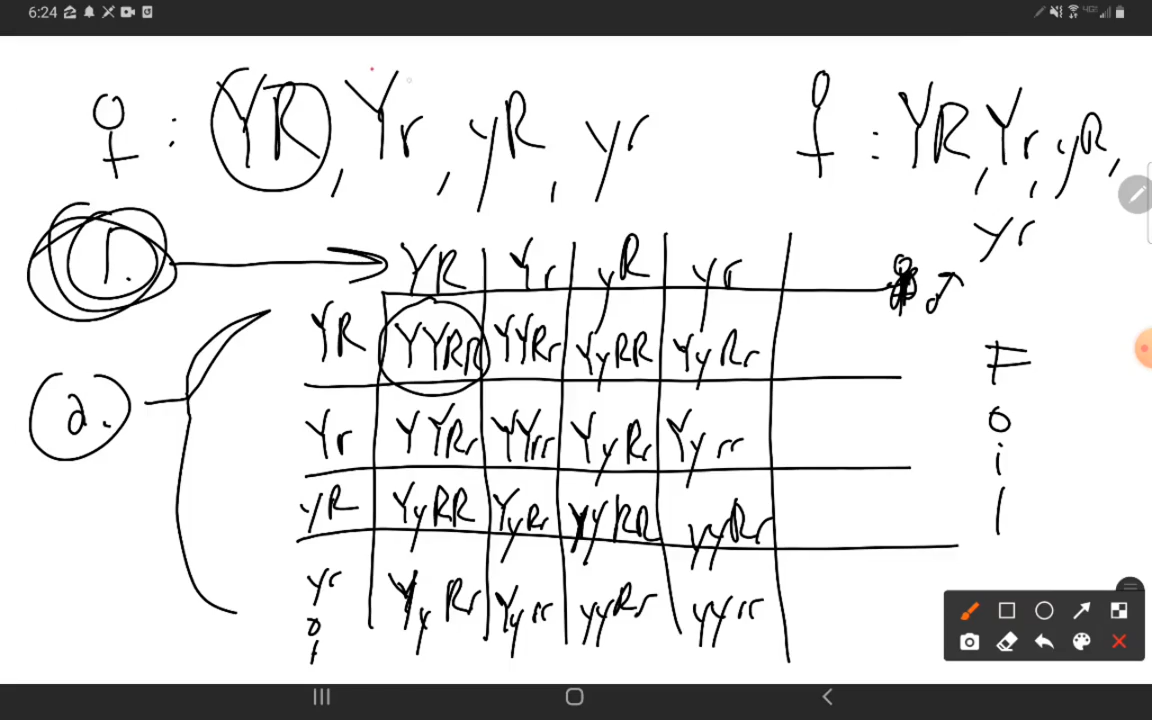 6:24
♀ : YR, Yr, yR, yr
♀ : YR, Yr, yR,
yr
1.
YR Yr yR yr
♂
YR YYRR YYRr YyRR YyRr
2.
Yr YYRr YYrr YyRr Yyrr
yR YyRR YyRr yyRR yyRr
yr YyRr Yyrr yyRr yyrr
♀
F
o
i
l